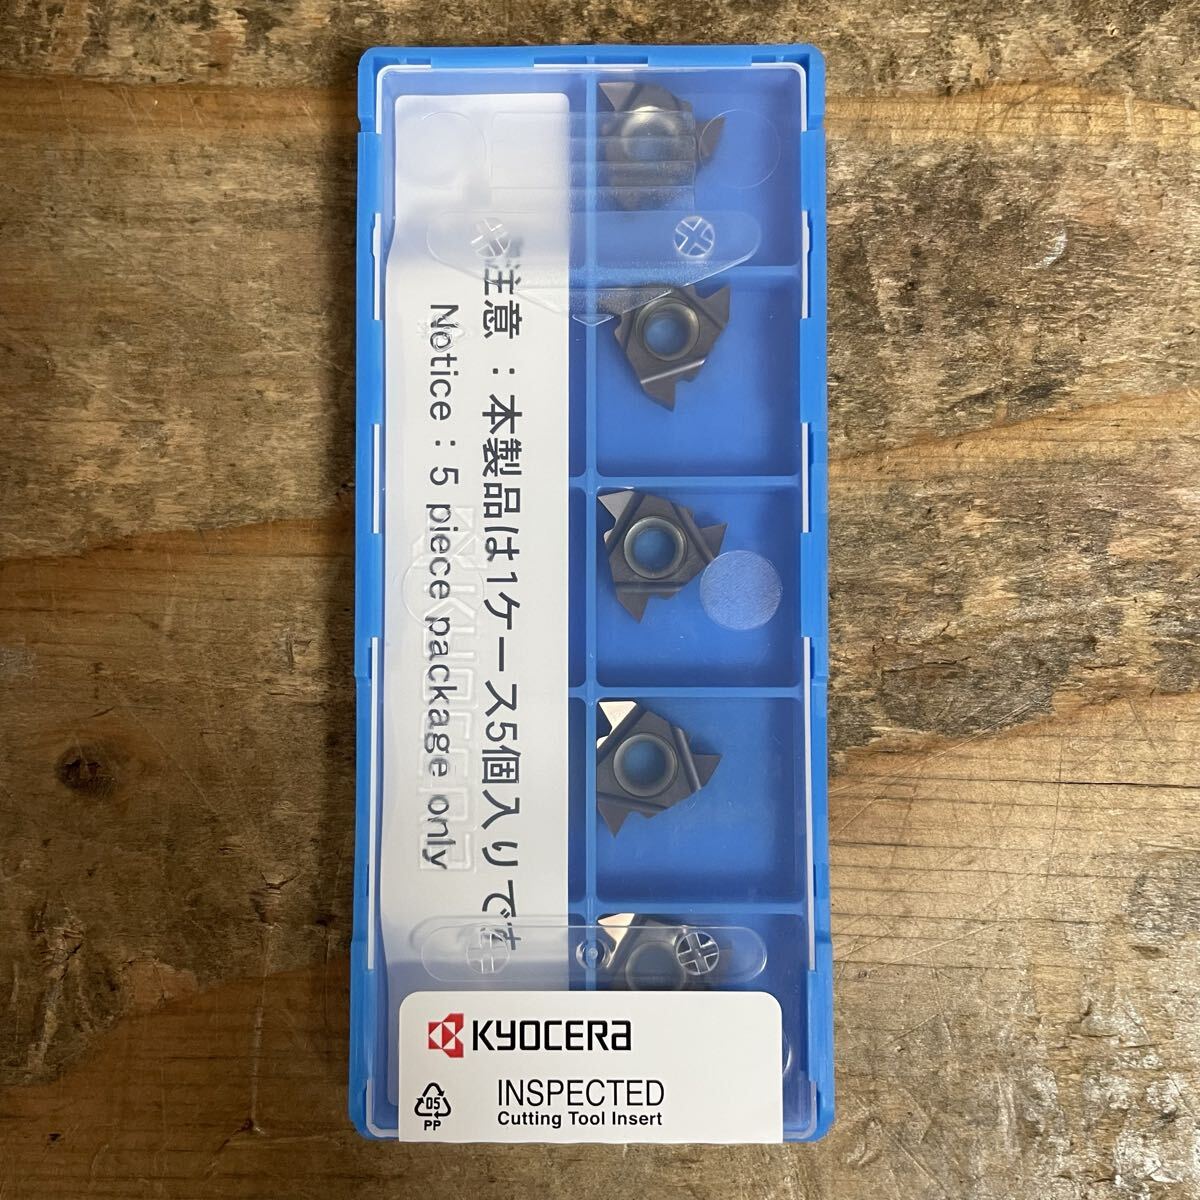 注意：本製品は1ケース5個入りです
Notice : 5 piece package only
KYOCERA
KYOCERA
INSPECTED
Cutting Tool Insert
05
PP